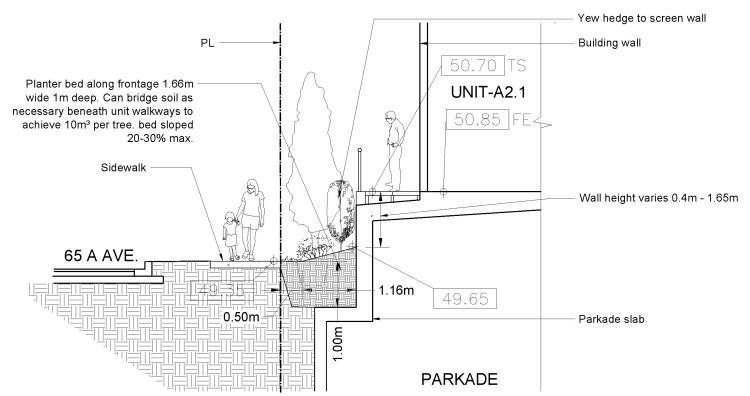 Yew hedge to screen wall
PL
Building wall
50.70 TS
Planter bed along frontage 1.66m
wide 1m deep. Can bridge soil as
necessary beneath unit walkways to
achieve 10m³ per tree. bed sloped
20-30% max.
UNIT-A2.1
50.85 FE
Sidewalk
Wall height varies 0.4m - 1.65m
65 A AVE.
49.35
1.16m
49.65
0.50m
1.00m
Parkade slab
PARKADE